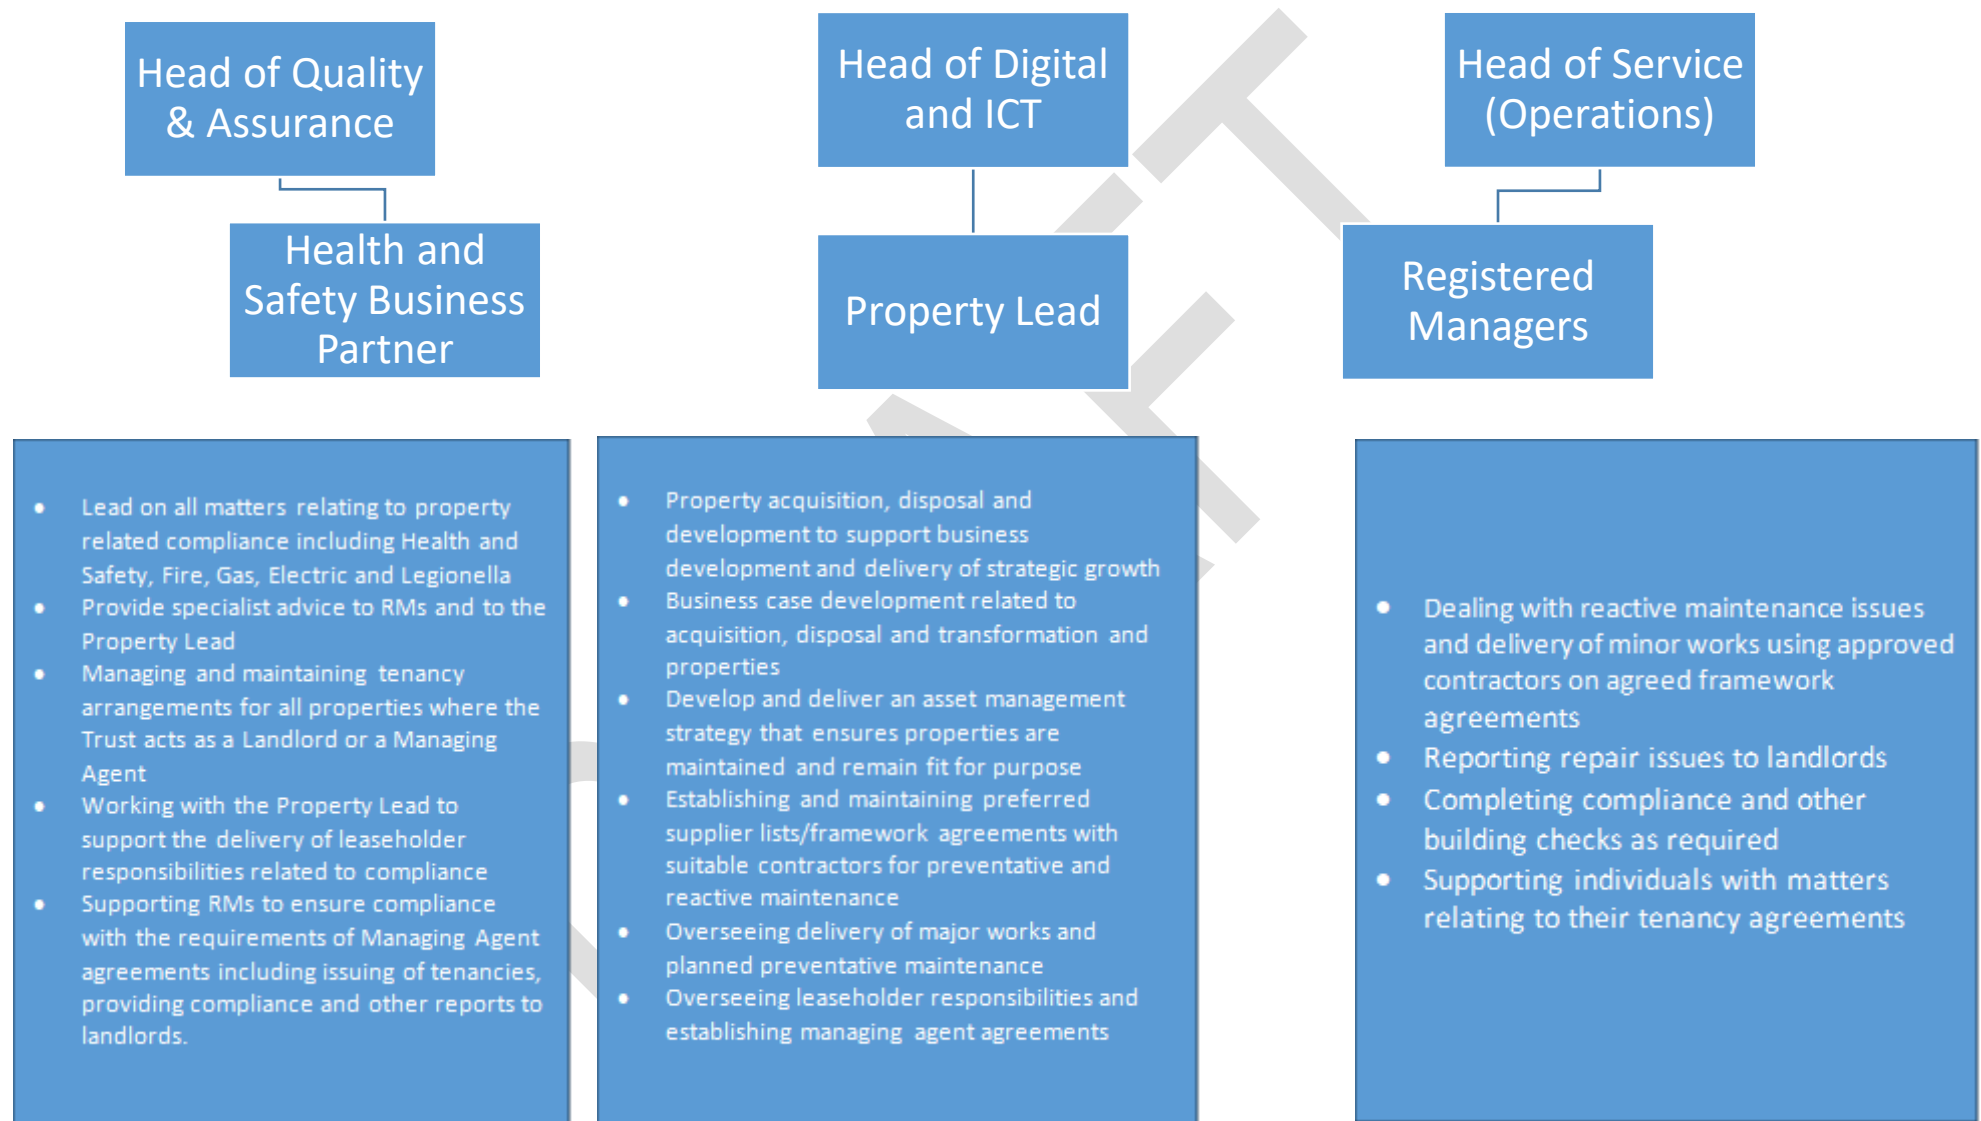 Head of Quality
& Assurance
Head of Digital
and ICT
Head of Service
(Operations)
Health and
Safety Business
Partner
Property Lead
Registered
Managers
● Lead on all matters relating to property
related compliance including Health and
Safety, Fire, Gas, Electric and Legionella
● Provide specialist advice to RMs and to the
Property Lead
● Managing and maintaining tenancy
arrangements for all properties where the
Trust acts as a Landlord or a Managing
Agent
● Working with the Property Lead to
support the delivery of leaseholder
responsibilities related to compliance
● Supporting RMs to ensure compliance
with the requirements of Managing Agent
agreements including issuing of tenancies,
providing compliance and other reports to
landlords.
● Property acquisition, disposal and
development to support business
development and delivery of strategic growth
● Business case development related to
acquisition, disposal and transformation and
properties
● Develop and deliver an asset management
strategy that ensures properties are
maintained and remain fit for purpose
● Establishing and maintaining preferred
supplier lists/framework agreements with
suitable contractors for preventative and
reactive maintenance
● Overseeing delivery of major works and
planned preventative maintenance
● Overseeing leaseholder responsibilities and
establishing managing agent agreements
● Dealing with reactive maintenance issues
and delivery of minor works using approved
contractors on agreed framework
agreements
● Reporting repair issues to landlords
● Completing compliance and other
building checks as required
● Supporting individuals with matters
relating to their tenancy agreements